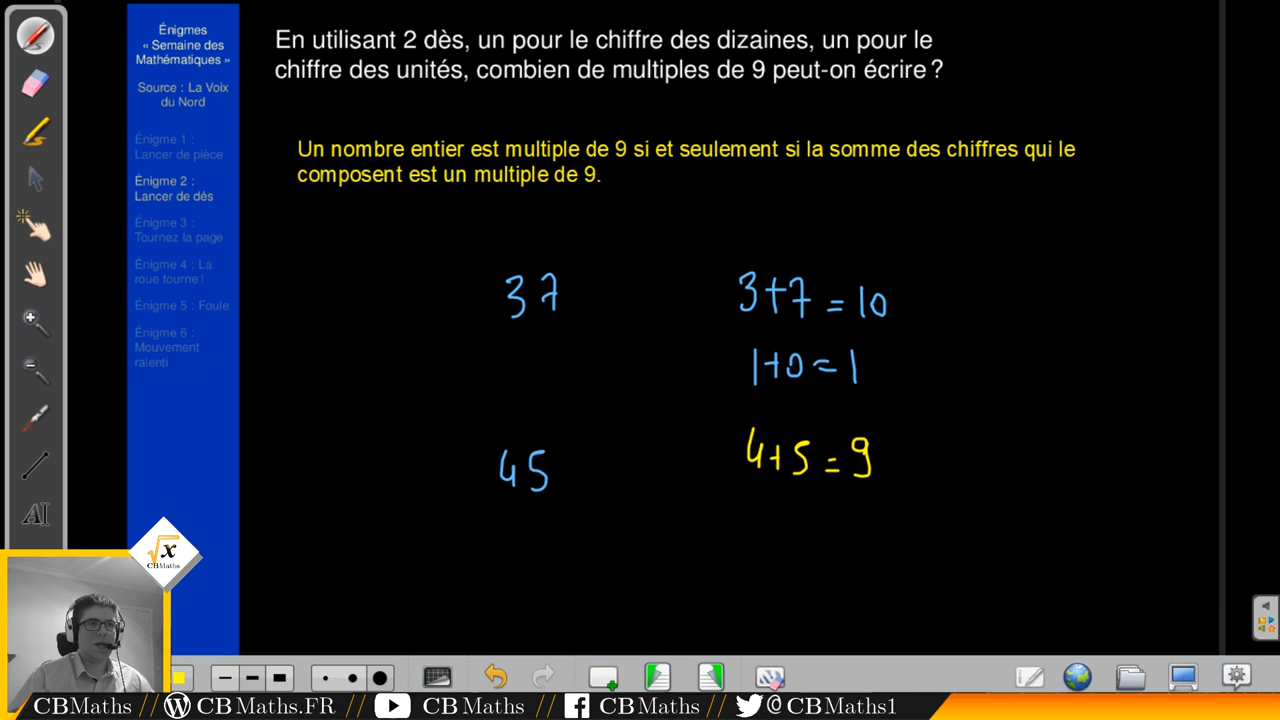 Énigmes
« Semaine des
Mathématiques »
Source : La Voix
du Nord
Énigme 1 :
Lancer de pièce
Énigme 2 :
Lancer de dés
Énigme 3 :
Tournez la page
Énigme 4 : La
roue tourne !
Énigme 5 : Foule
Énigme 6 :
Mouvement
ralenti
En utilisant 2 dès, un pour le chiffre des dizaines, un pour le
chiffre des unités, combien de multiples de 9 peut-on écrire ?
Un nombre entier est multiple de 9 si et seulement si la somme des chiffres qui le
composent est un multiple de 9.
37
3+7=10
1+0=1
45
4+5=9
AI
√x
CBMaths
CBMaths
CBMaths.FR
CBMaths
CBMaths
@CBMaths1